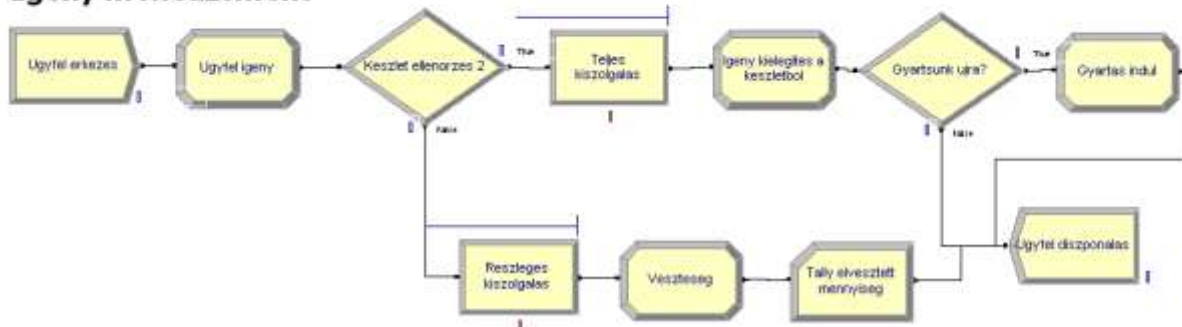 Ugyfel erkezes
Ugyfel igeny
Keszlet ellenorzes 2
True
False
Teljes
kiszolgalas
Igeny kielegites a
keszletbol
Gyartsunk ujra?
True
False
Gyartas indul
Reszleges
kiszolgalas
Veszteseg
Tally elvesztett
mennyiseg
Ugyfel diszponalas